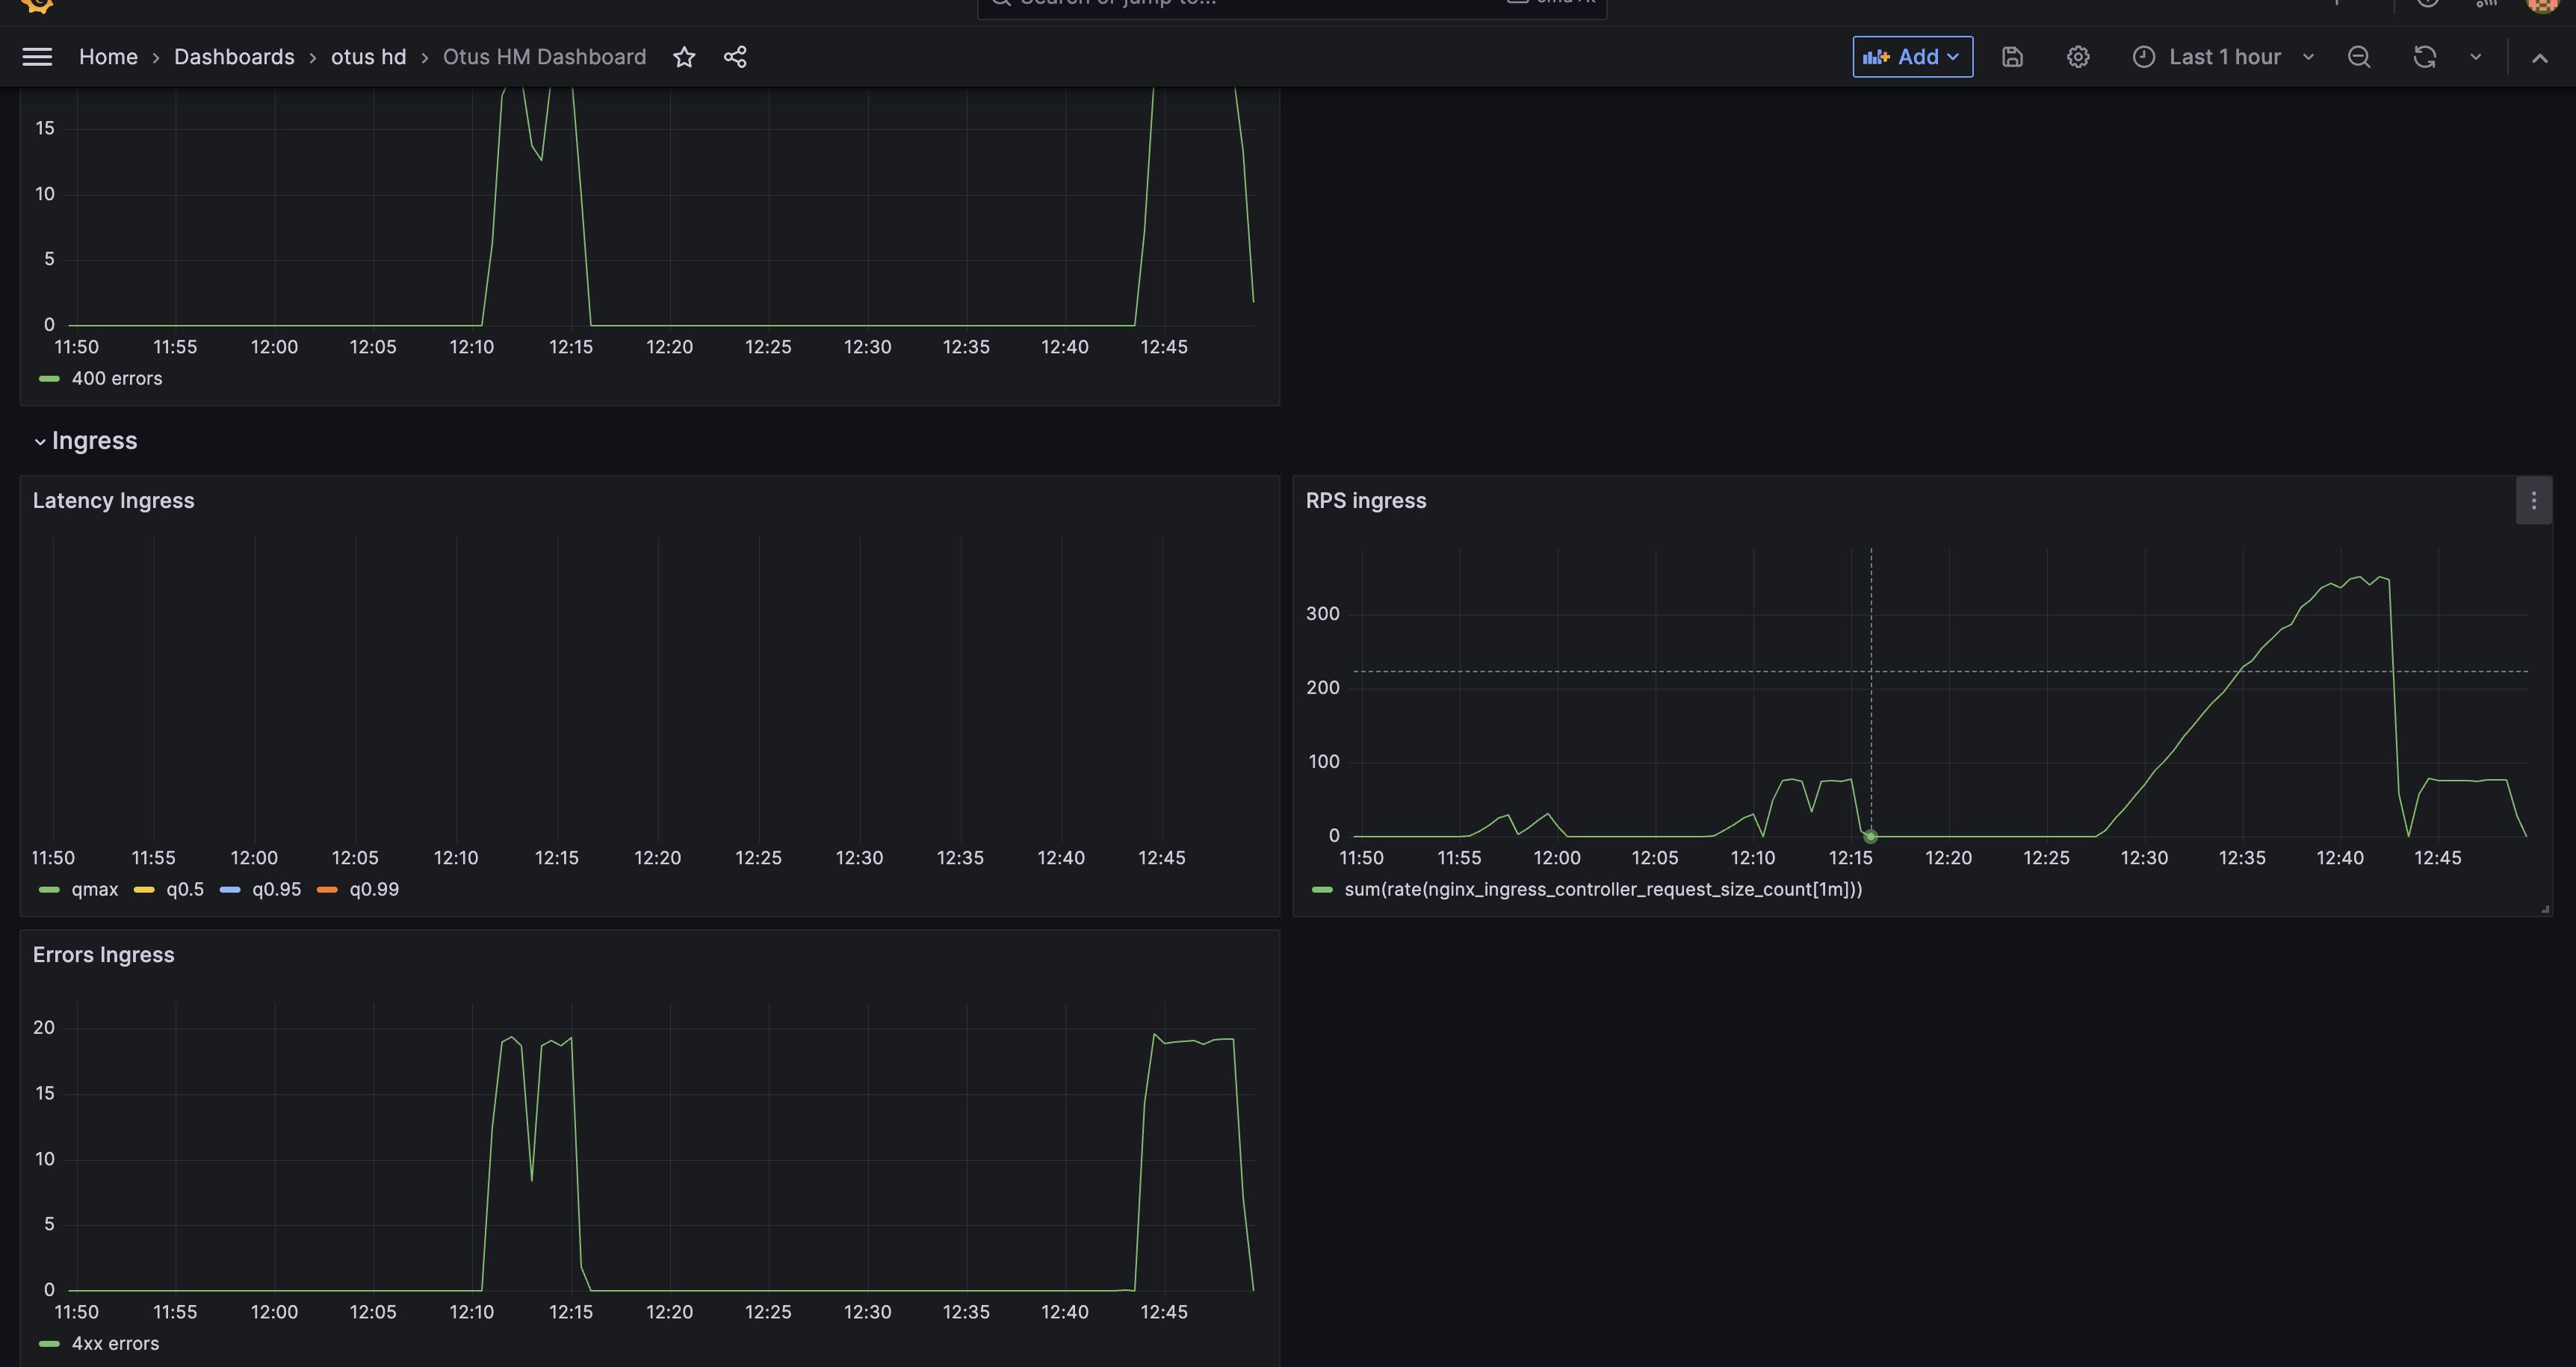 Search or jump to...
cmd+k
Home › Dashboards › otus hd › Otus HM Dashboard
Add
Last 1 hour
15
10
5
0
11:50 11:55 12:00 12:05 12:10 12:15 12:20 12:25 12:30 12:35 12:40 12:45
400 errors
Ingress
Latency Ingress
11:50 11:55 12:00 12:05 12:10 12:15 12:20 12:25 12:30 12:35 12:40 12:45
qmax q0.5 q0.95 q0.99
RPS ingress
300
200
100
0
11:50 11:55 12:00 12:05 12:10 12:15 12:20 12:25 12:30 12:35 12:40 12:45
sum(rate(nginx_ingress_controller_request_size_count[1m]))
Errors Ingress
20
15
10
5
0
11:50 11:55 12:00 12:05 12:10 12:15 12:20 12:25 12:30 12:35 12:40 12:45
4xx errors